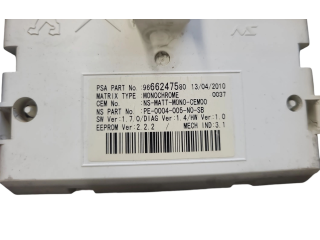 PSA PART No :9666247580 13/04/2010
MATRIX TYPE :MONOCHROME 0037
CEM No. :NS-MATT-MONO-CEM00
NS PART No :PE-0004-005-NO-SB
SW Ver:1.7.0/DIAG Ver:1.4/HW Ver:1.0
EEPROM Ver:2.2.2 / MECH IND:3.1